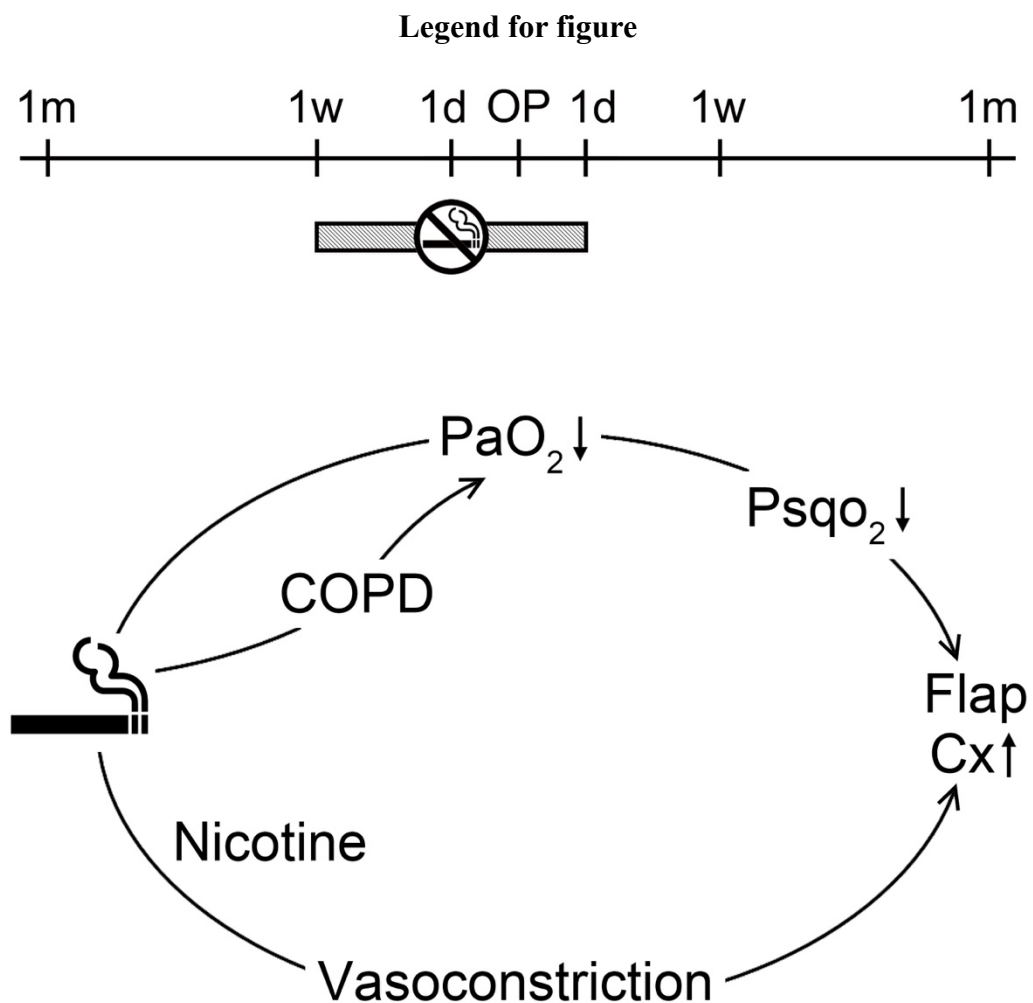 Legend for figure
1m 1w 1d OP 1d 1w 1m
PaO₂↓
Psqo₂↓
COPD
Flap
Cx↑
Nicotine
Vasoconstriction